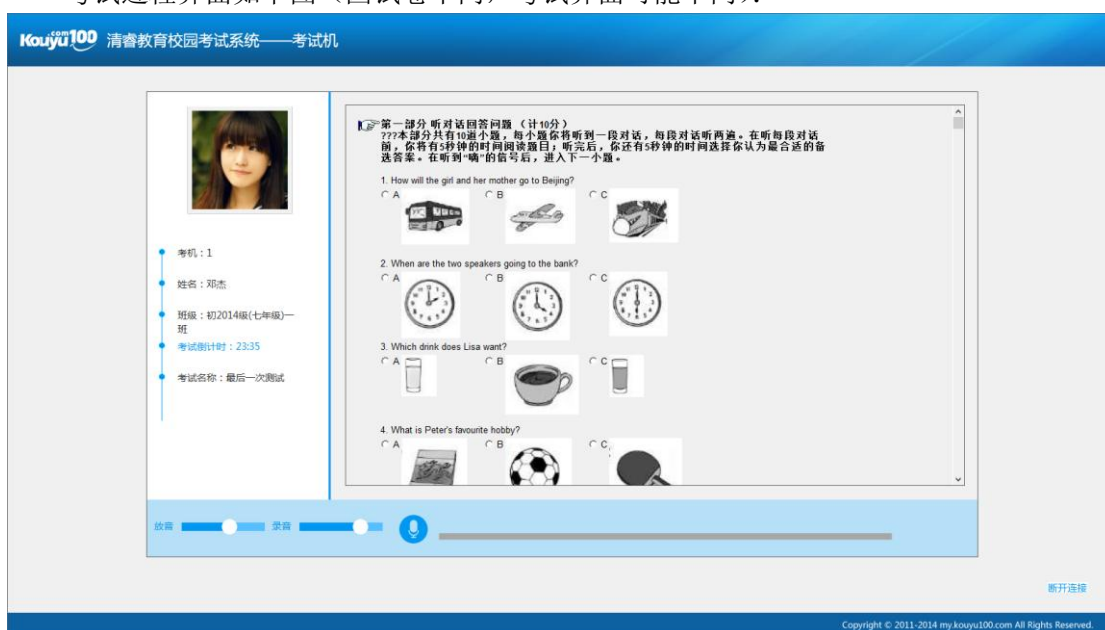 Kouyu100.com 清睿教育校园考试系统——考试机
第一部分 听对话回答问题（计10分）
???本部分共有10道小题，每小题你将听到一段对话，每段对话听两遍。在听每段对话
前，你将有5秒钟的时间阅读题目；听完后，你还有5秒钟的时间选择你认为最合适的备
选答案。在听到“嘀”的信号后，进入下一小题。
1. How will the girl and her mother go to Beijing?
A B C
2. When are the two speakers going to the bank?
A B C
3. Which drink does Lisa want?
A B C
4. What is Peter's favourite hobby?
A B C
考机：1
姓名：邓杰
班级：初2014级(七年级)一
班
考试倒计时：23:35
考试名称：最后一次测试
放音 录音
断开连接
Copyright © 2011-2014 my.kouyu100.com All Rights Reserved.